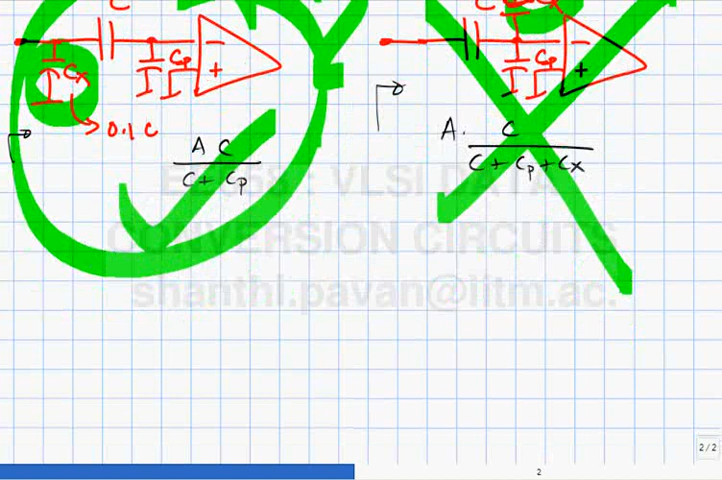 C
Cx
Cp
-
+
0.1 C
A C
C + Cp
C
Cx
Cp
-
+
A. C
C + Cp + Cx
EE658 : VLSI DATA
CONVERSION CIRCUITS
shanthi.pavan@iitm.ac.
2/2
2